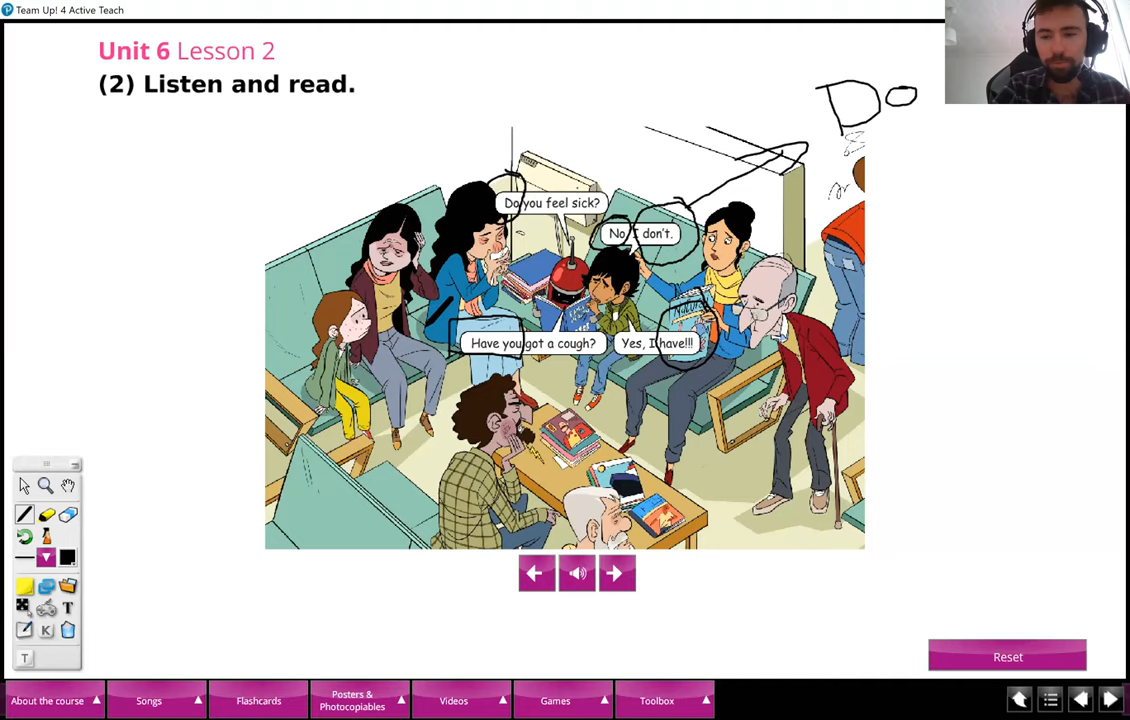 Team Up! 4 Active Teach
Unit 6 Lesson 2
(2) Listen and read.
Do
Do you feel sick?
No, I don't.
Have you got a cough?
Yes, I have!!!
T
K
T
Reset
About the course
Songs
Flashcards
Posters &
Photocopiables
Videos
Games
Toolbox